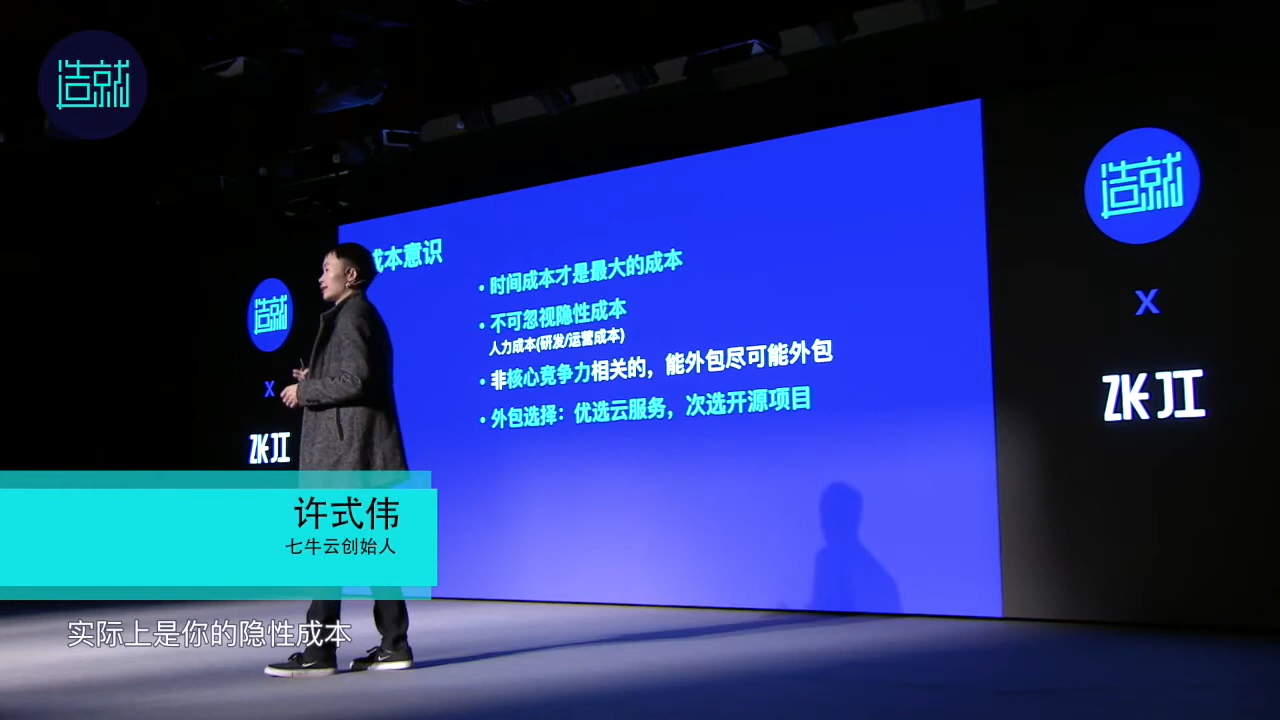 造就
造就
X
ZKJI
造就
X
ZKJI
成本意识
• 时间成本才是最大的成本
• 不可忽视隐性成本
人力成本(研发/运营成本)
• 非核心竞争力相关的，能外包尽可能外包
• 外包选择：优选云服务，次选开源项目
许式伟
七牛云创始人
实际上是你的隐性成本